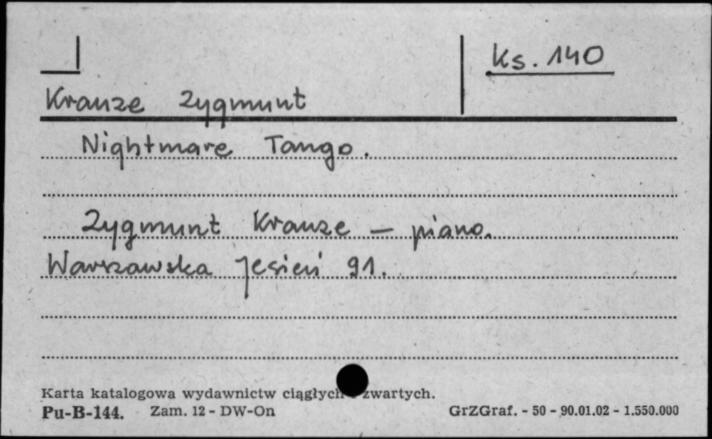 Ks. 140
Krauze Zygmunt
Nightmare Tango.
Zygmunt Krauze – piano.
Warszawska Jesień 91.
Karta katalogowa wydawnictw ciągłych zwartych.
Pu-B-144. Zam. 12 - DW-On GrZGraf. - 50 - 90.01.02 - 1.550.000